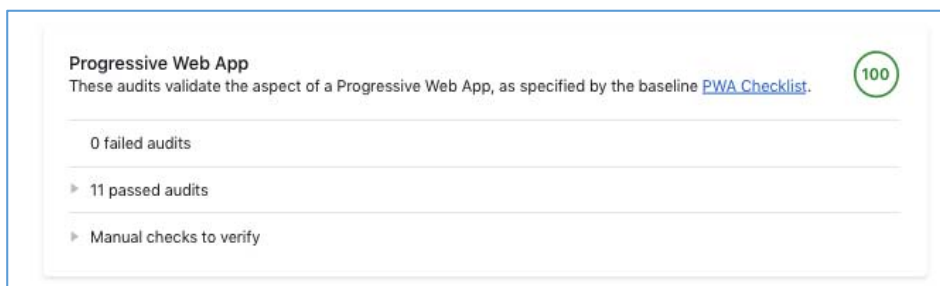 Progressive Web App
These audits validate the aspect of a Progressive Web App, as specified by the baseline PWA Checklist.
100
0 failed audits
11 passed audits
Manual checks to verify